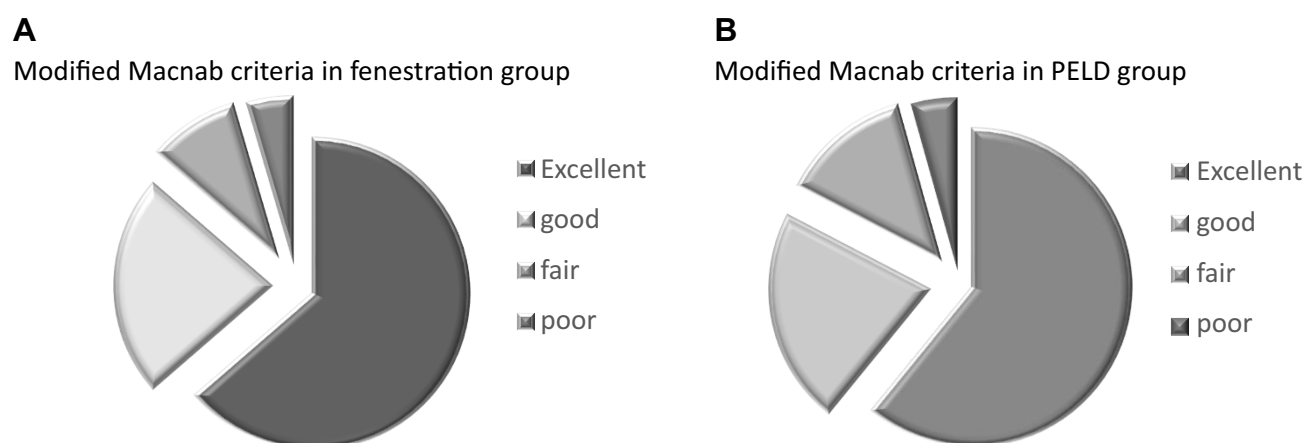 A
Modified Macnab criteria in fenestration group
Excellent
good
fair
poor
B
Modified Macnab criteria in PELD group
Excellent
good
fair
poor